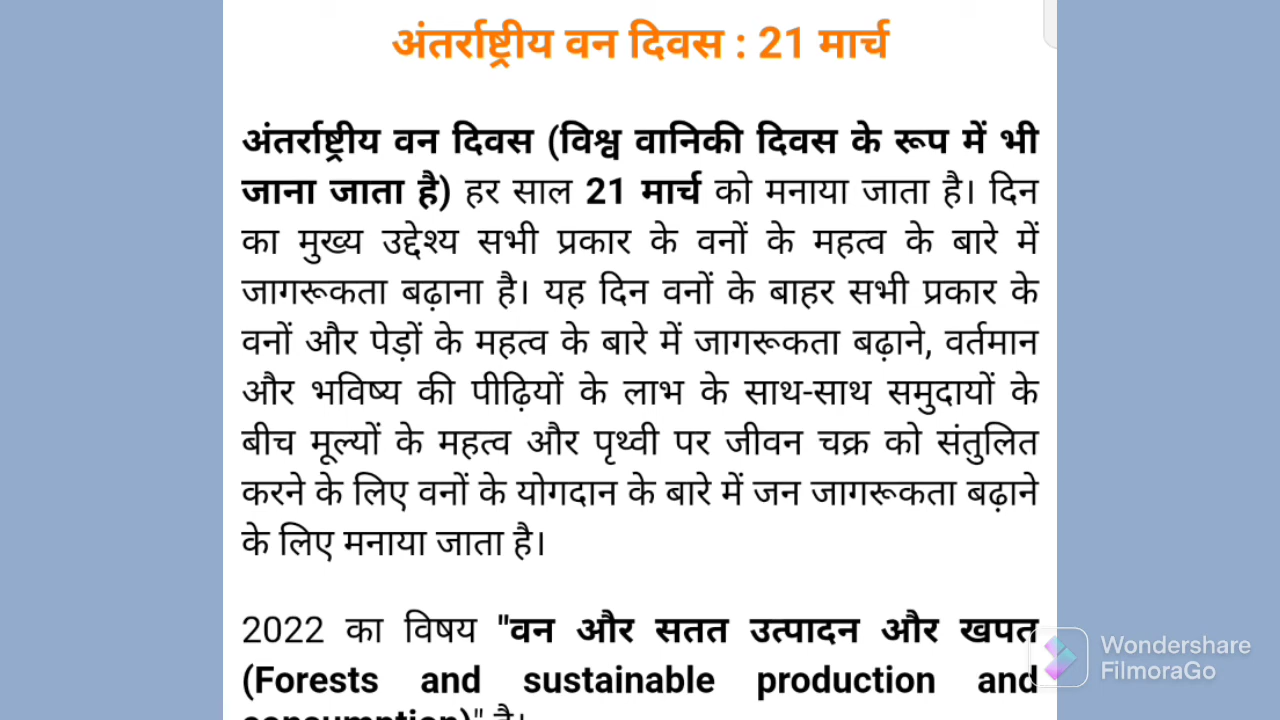 अंतर्राष्ट्रीय वन दिवस : 21 मार्च
अंतर्राष्ट्रीय वन दिवस (विश्व वानिकी दिवस के रूप में भी
जाना जाता है) हर साल 21 मार्च को मनाया जाता है। दिन
का मुख्य उद्देश्य सभी प्रकार के वनों के महत्व के बारे में
जागरूकता बढ़ाना है। यह दिन वनों के बाहर सभी प्रकार के
वनों और पेड़ों के महत्व के बारे में जागरूकता बढ़ाने, वर्तमान
और भविष्य की पीढ़ियों के लाभ के साथ-साथ समुदायों के
बीच मूल्यों के महत्व और पृथ्वी पर जीवन चक्र को संतुलित
करने के लिए वनों के योगदान के बारे में जन जागरूकता बढ़ाने
के लिए मनाया जाता है।
2022 का विषय "वन और सतत उत्पादन और खपत
(Forests and sustainable production and
consumption)" है।
Wondershare
FilmoraGo